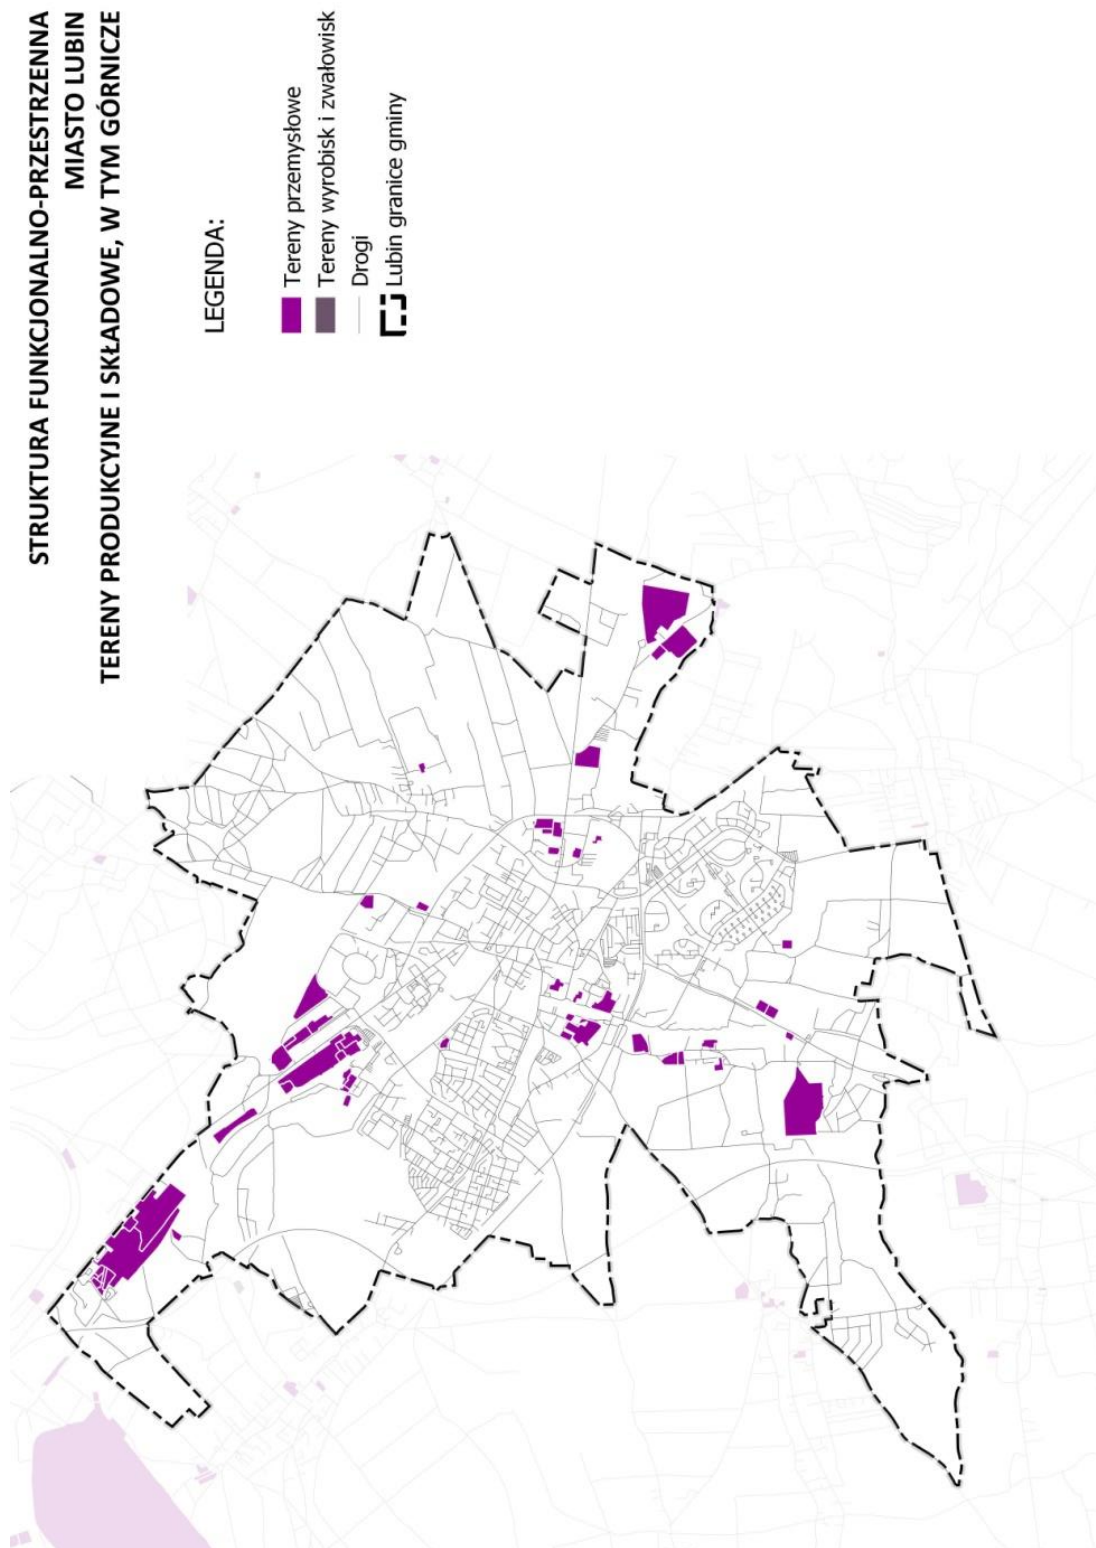 STRUKTURA FUNKCJONALNO-PRZESTRZENNA
MIASTO LUBIN
TERENY PRODUKCYJNE I SKŁADOWE, W TYM GÓRNICZE
LEGENDA:
Tereny przemysłowe
Tereny wyrobisk i zwałowisk
Drogi
Lubin granice gminy